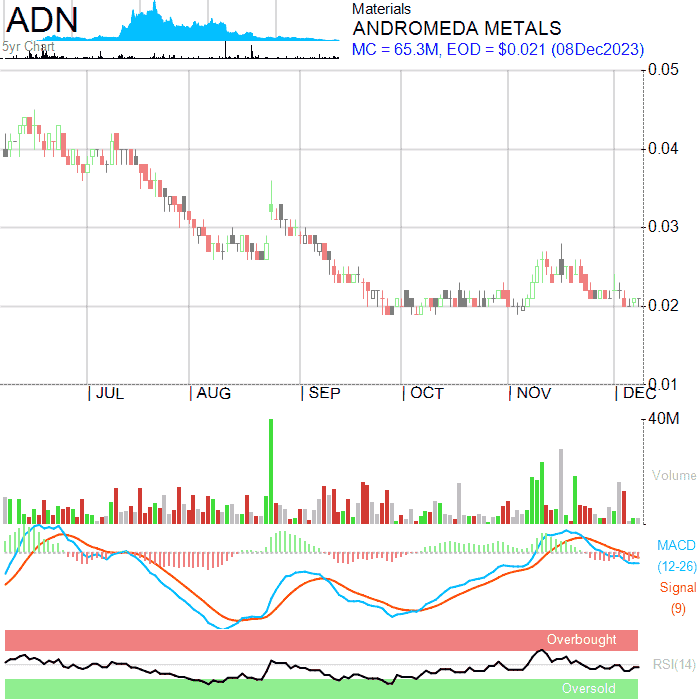 ADN
5yr Chart
Materials
ANDROMEDA METALS
MC = 65.3M, EOD = $0.021 (08Dec2023)
0.05
0.04
0.03
0.02
0.01
JUL AUG SEP OCT NOV DEC
40M
Volume
MACD
(12-26)
Signal
(9)
Overbought
RSI(14)
Oversold